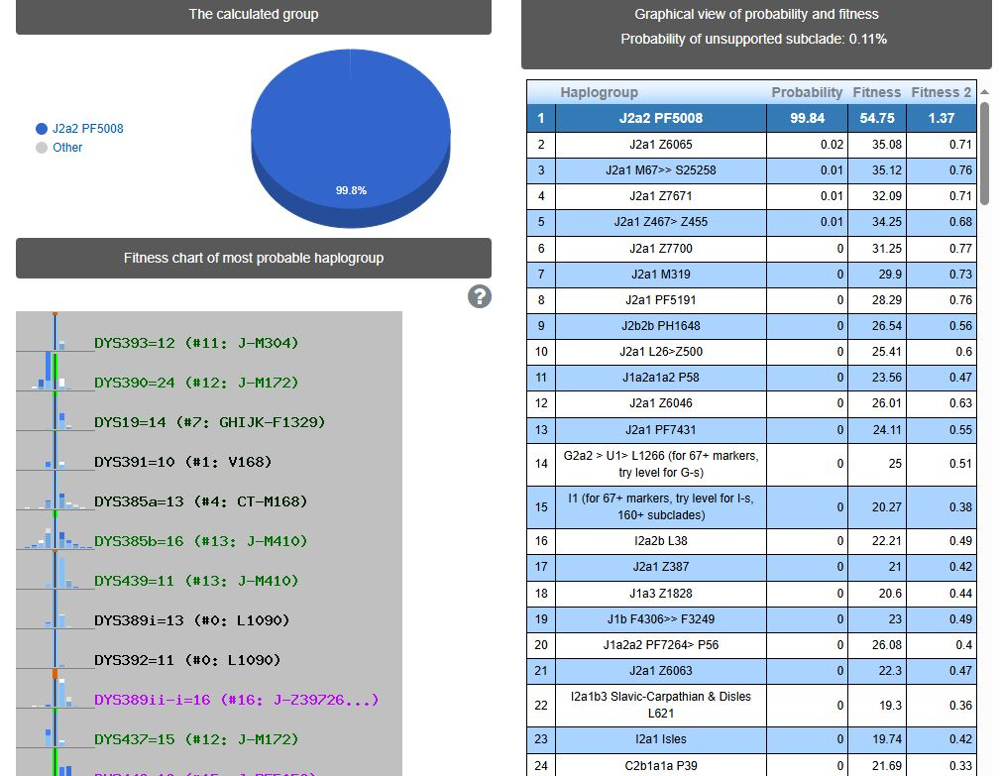 The calculated group
J2a2 PF5008
Other
99.8%
Fitness chart of most probable haplogroup
?
DYS393=12 (#11: J-M304)
DYS390=24 (#12: J-M172)
DYS19=14 (#7: GHIJK-F1329)
DYS391=10 (#1: V168)
DYS385a=13 (#4: CT-M168)
DYS385b=16 (#13: J-M410)
DYS439=11 (#13: J-M410)
DYS389i=13 (#0: L1090)
DYS392=11 (#0: L1090)
DYS389ii-i=16 (#16: J-Z39726...)
DYS437=15 (#12: J-M172)
Graphical view of probability and fitness
Probability of unsupported subclade: 0.11%
Haplogroup Probability Fitness Fitness 2
1 J2a2 PF5008 99.84 54.75 1.37
2 J2a1 Z6065 0.02 35.08 0.71
3 J2a1 M67>> S25258 0.01 35.12 0.76
4 J2a1 Z7671 0.01 32.09 0.71
5 J2a1 Z467> Z455 0.01 34.25 0.68
6 J2a1 Z7700 0 31.25 0.77
7 J2a1 M319 0 29.9 0.73
8 J2a1 PF5191 0 28.29 0.76
9 J2b2b PH1648 0 26.54 0.56
10 J2a1 L26>Z500 0 25.41 0.6
11 J1a2a1a2 P58 0 23.56 0.47
12 J2a1 Z6046 0 26.01 0.63
13 J2a1 PF7431 0 24.11 0.55
14 G2a2 > U1> L1266 (for 67+ markers, try level for G-s) 0 25 0.51
15 I1 (for 67+ markers, try level for I-s, 160+ subclades) 0 20.27 0.38
16 I2a2b L38 0 22.21 0.49
17 J2a1 Z387 0 21 0.42
18 J1a3 Z1828 0 20.6 0.44
19 J1b F4306>> F3249 0 23 0.49
20 J1a2a2 PF7264> P56 0 26.08 0.4
21 J2a1 Z6063 0 22.3 0.47
22 I2a1b3 Slavic-Carpathian & Disles L621 0 19.3 0.36
23 I2a1 Isles 0 19.74 0.42
24 C2b1a1a P39 0 21.69 0.33